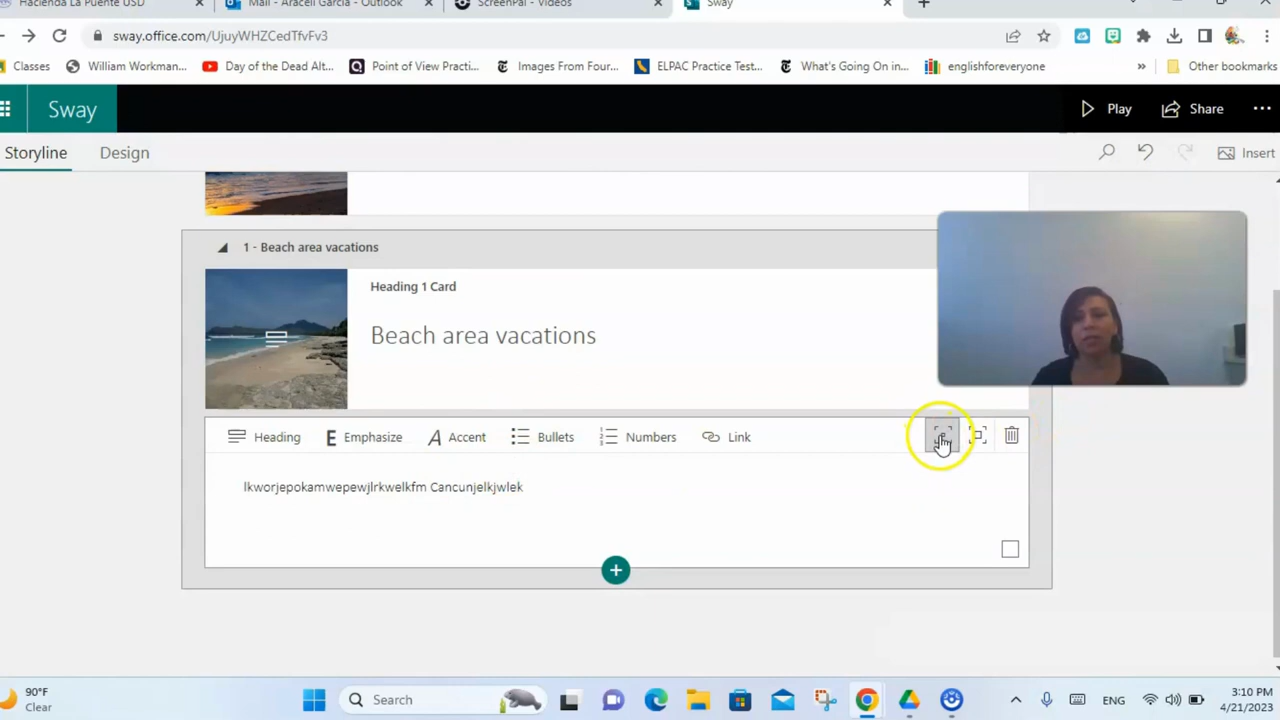 Hacienda La Puente USD
Mail - Araceli Garcia - Outlook
ScreenPal - Videos
Sway
sway.office.com/UjuyWHZCedTfvFv3
Classes
William Workman...
Day of the Dead Alt...
Point of View Practi...
Images From Four...
ELPAC Practice Test...
What's Going On in...
englishforeveryone
»
Other bookmarks
Sway
Play
Share
Storyline
Design
Insert
1 - Beach area vacations
Heading 1 Card
Beach area vacations
Heading
Emphasize
Accent
Bullets
Numbers
Link
lkworjepokamwepewjlrkwelkfm Cancunjelkjwlek
90°F
Clear
Search
ENG
3:10 PM
4/21/2023